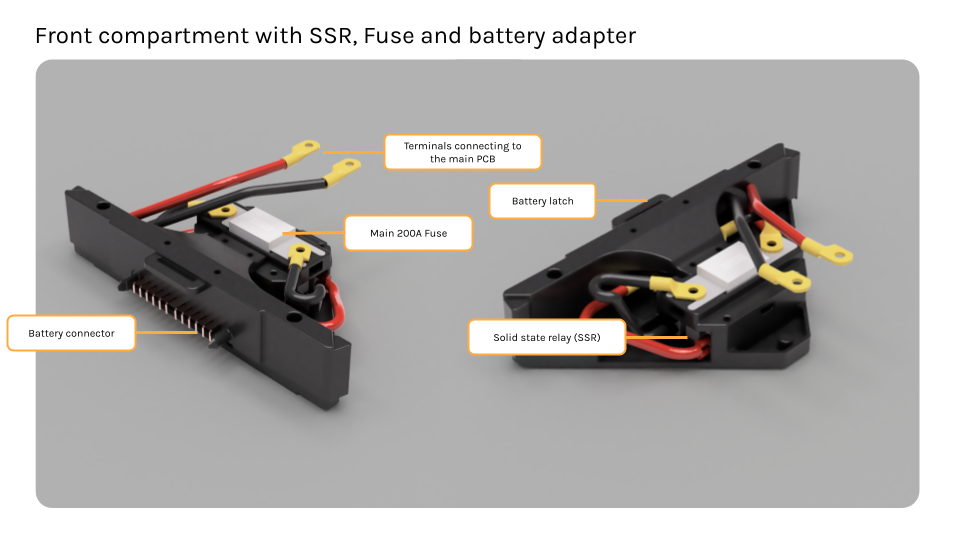 Front compartment with SSR, Fuse and battery adapter
Terminals connecting to
the main PCB
Battery latch
Main 200A Fuse
Battery connector
Solid state relay (SSR)